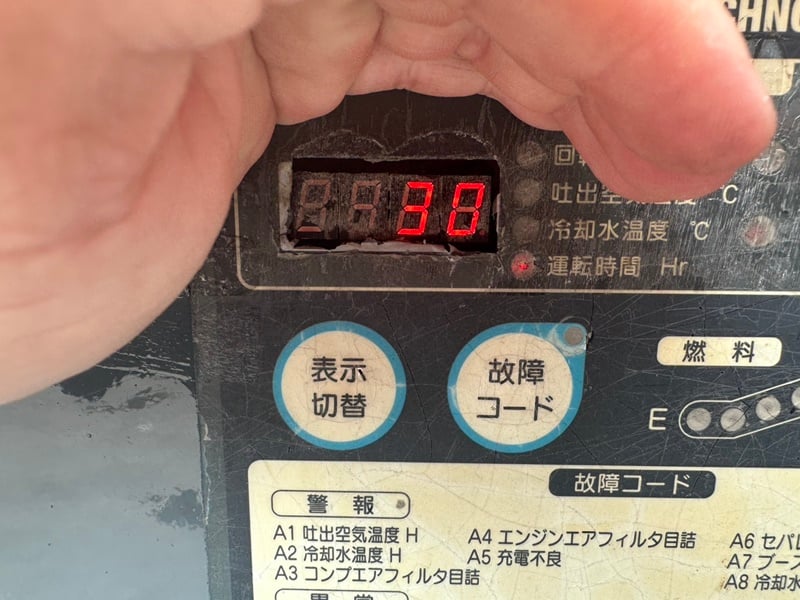 30
吐出空気温度 ℃
冷却水温度 ℃
運転時間 Hr
表示
切替
故障
コード
燃料
E
故障コード
警報
A1 吐出空気温度 H
A2 冷却水温度 H
A3 コンプエアフィルタ目詰
A4 エンジンエアフィルタ目詰
A5 充電不良
A6 セパレ
A7 ブー
A8 冷却水